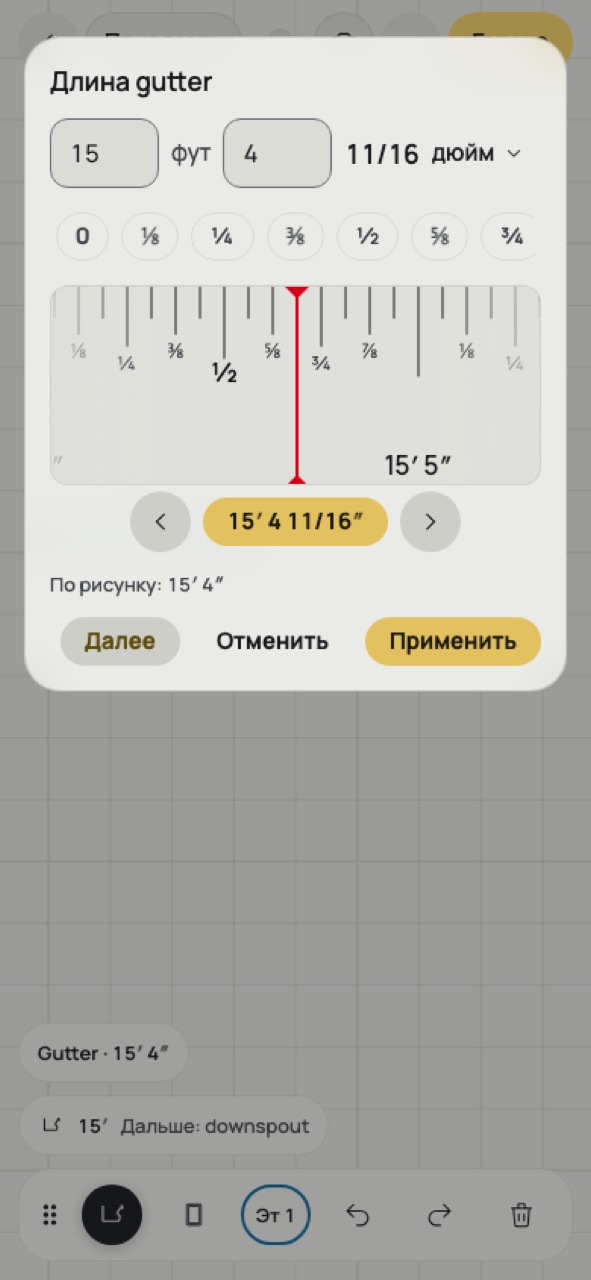 Длина gutter
15 фут 4 11/16 дюйм
0 ⅛ ¼ ⅜ ½ ⅝ ¾
⅛ ¼ ⅜ ½ ⅝ ¾ ⅞ ⅛ ¼
″ 15′ 5″
15′ 4 11/16″
По рисунку: 15′ 4″
Далее Отменить Применить
Gutter · 15′ 4″
15′ Дальше: downspout
Эт 1